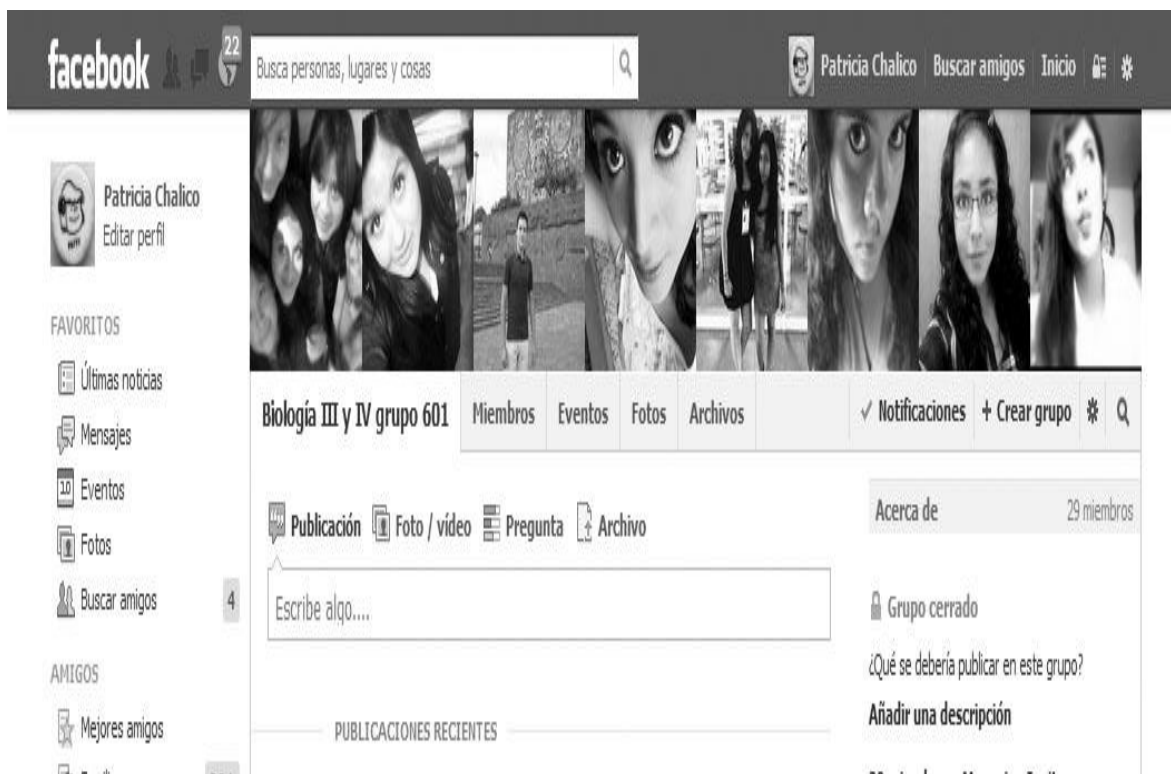 facebook
22
Busca personas, lugares y cosas
Patricia Chalico
Buscar amigos
Inicio
Patricia Chalico
Editar perfil
FAVORITOS
Últimas noticias
Mensajes
10
Eventos
Fotos
Buscar amigos
4
AMIGOS
Mejores amigos
Biología III y IV grupo 601
Miembros
Eventos
Fotos
Archivos
Notificaciones
+ Crear grupo
Publicación
Foto / vídeo
Pregunta
Archivo
Escribe algo....
PUBLICACIONES RECIENTES
Acerca de
29 miembros
Grupo cerrado
¿Qué se debería publicar en este grupo?
Añadir una descripción